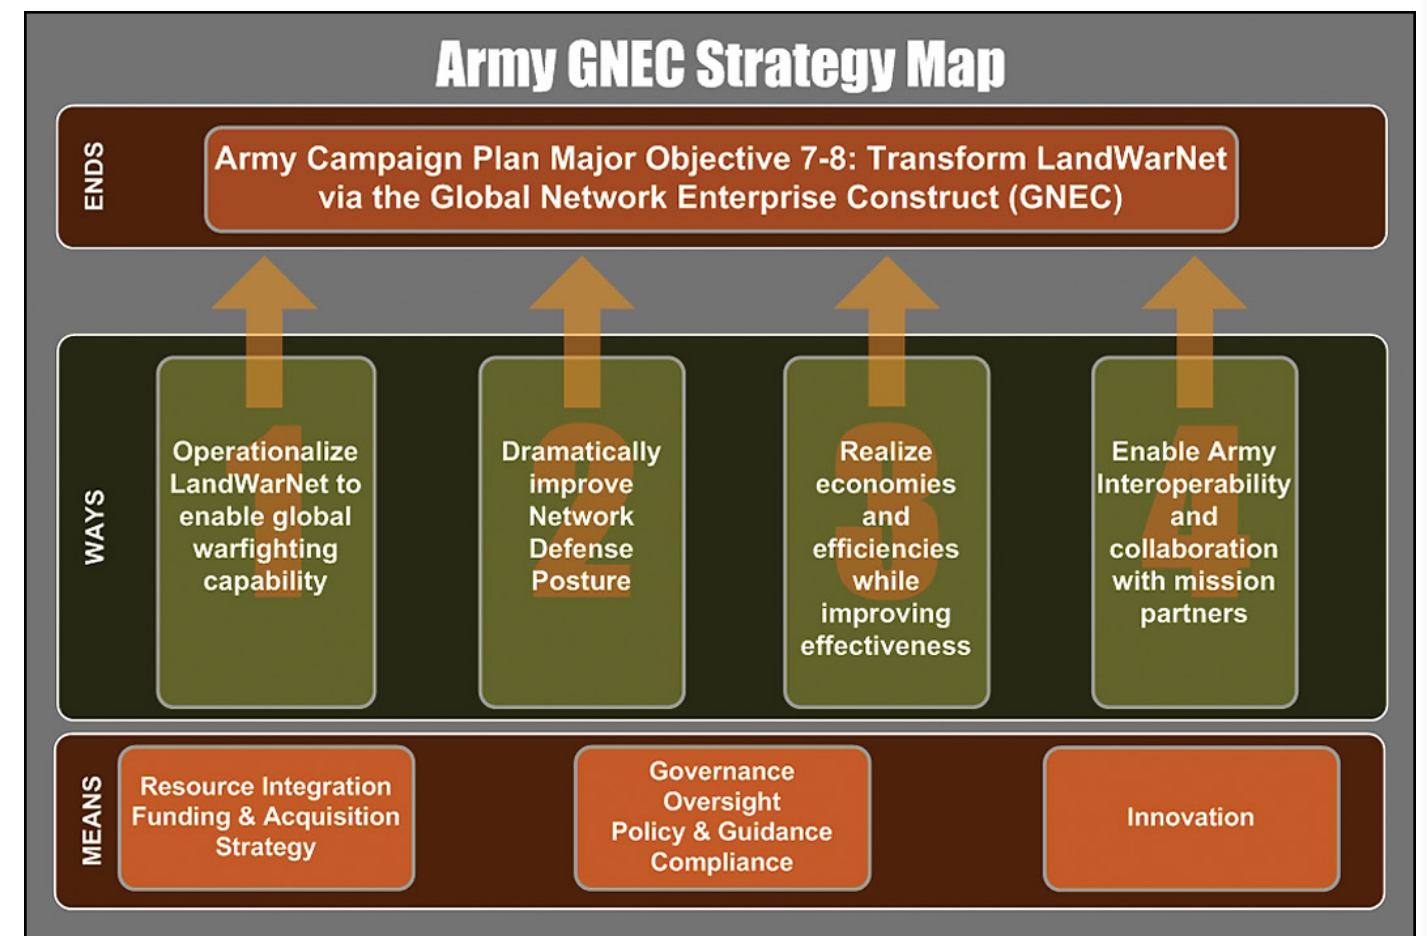 Army GNEC Strategy Map
ENDS
Army Campaign Plan Major Objective 7-8: Transform LandWarNet
via the Global Network Enterprise Construct (GNEC)
WAYS
1
Operationalize
LandWarNet to
enable global
warfighting
capability
2
Dramatically
improve
Network
Defense
Posture
3
Realize
economies
and
efficiencies
while
improving
effectiveness
4
Enable Army
Interoperability
and
collaboration
with mission
partners
MEANS
Resource Integration
Funding & Acquisition
Strategy
Governance
Oversight
Policy & Guidance
Compliance
Innovation